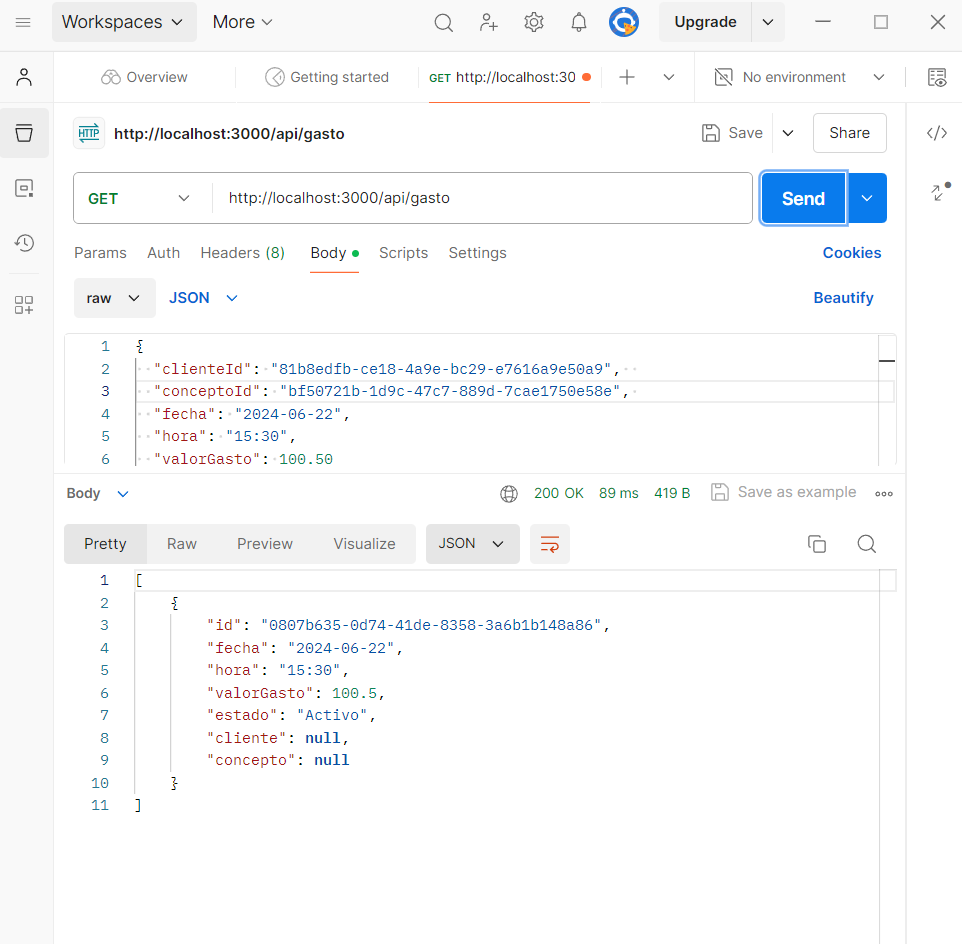 Workspaces More Upgrade
Overview Getting started GET http://localhost:30 No environment
HTTP http://localhost:3000/api/gasto Save Share
GET http://localhost:3000/api/gasto Send
Params Auth Headers (8) Body Scripts Settings Cookies
raw JSON Beautify
1 {
2 "clienteId": "81b8edfb-ce18-4a9e-bc29-e7616a9e50a9",
3 "conceptoId": "bf50721b-1d9c-47c7-889d-7cae1750e58e",
4 "fecha": "2024-06-22",
5 "hora": "15:30",
6 "valorGasto": 100.50
Body 200 OK 89 ms 419 B Save as example
Pretty Raw Preview Visualize JSON
1 [
2 {
3 "id": "0807b635-0d74-41de-8358-3a6b1b148a86",
4 "fecha": "2024-06-22",
5 "hora": "15:30",
6 "valorGasto": 100.5,
7 "estado": "Activo",
8 "cliente": null,
9 "concepto": null
10 }
11 ]